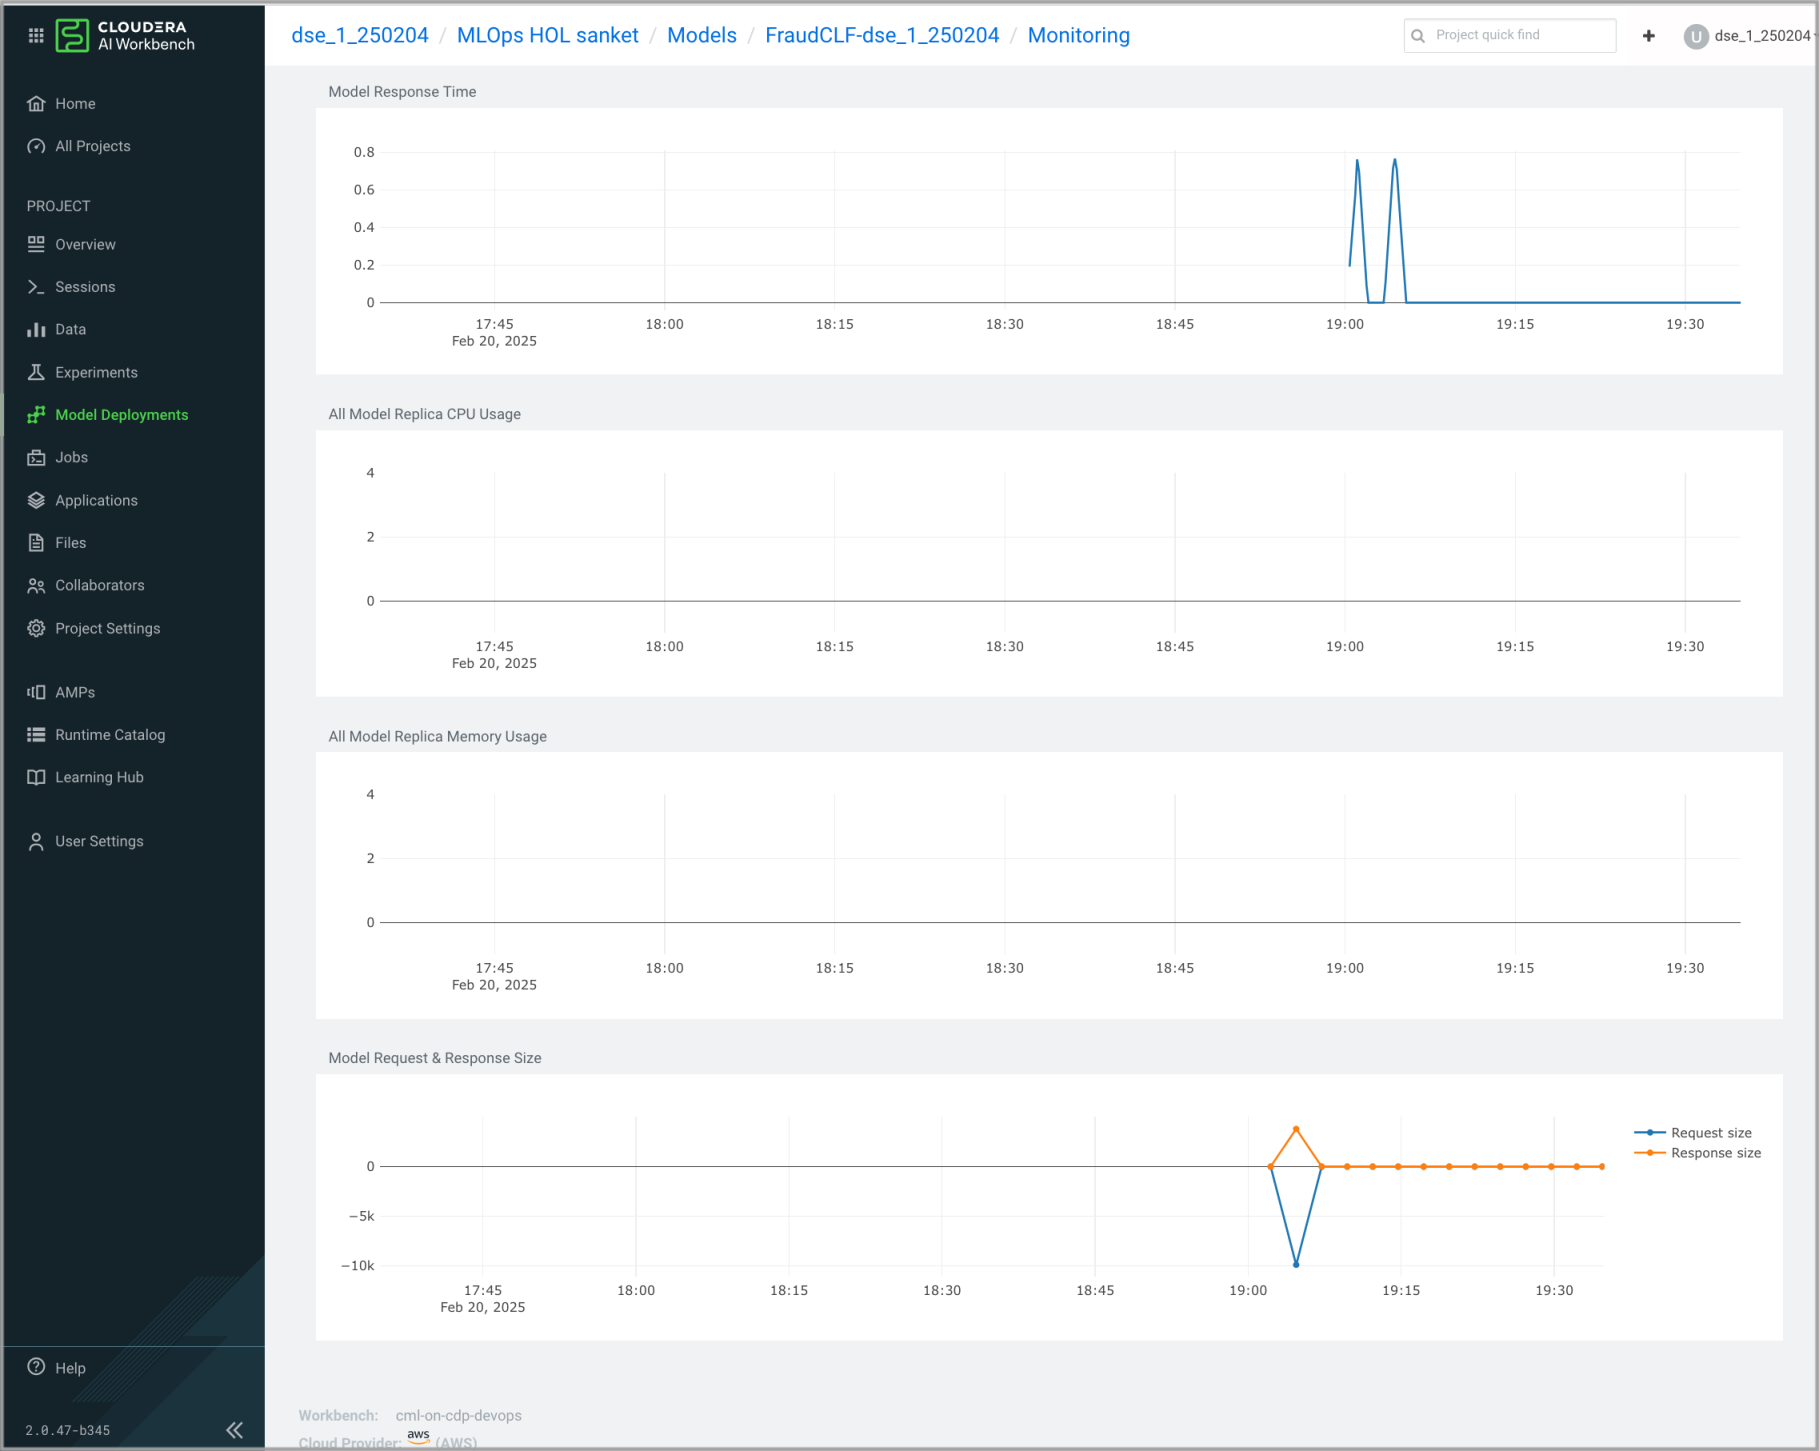 CLOUDERA
AI Workbench
dse_1_250204 / MLOps HOL sanket / Models / FraudCLF-dse_1_250204 / Monitoring
Project quick find
U dse_1_250204
Home
All Projects
PROJECT
Overview
Sessions
Data
Experiments
Model Deployments
Jobs
Applications
Files
Collaborators
Project Settings
AMPs
Runtime Catalog
Learning Hub
User Settings
Help
2.0.47-b345
Model Response Time
0.8
0.6
0.4
0.2
0
17:45 18:00 18:15 18:30 18:45 19:00 19:15 19:30
Feb 20, 2025
All Model Replica CPU Usage
4
2
0
17:45 18:00 18:15 18:30 18:45 19:00 19:15 19:30
Feb 20, 2025
All Model Replica Memory Usage
4
2
0
17:45 18:00 18:15 18:30 18:45 19:00 19:15 19:30
Feb 20, 2025
Model Request & Response Size
Request size
Response size
0
−5k
−10k
17:45 18:00 18:15 18:30 18:45 19:00 19:15 19:30
Feb 20, 2025
Workbench: cml-on-cdp-devops
Cloud Provider: aws (AWS)